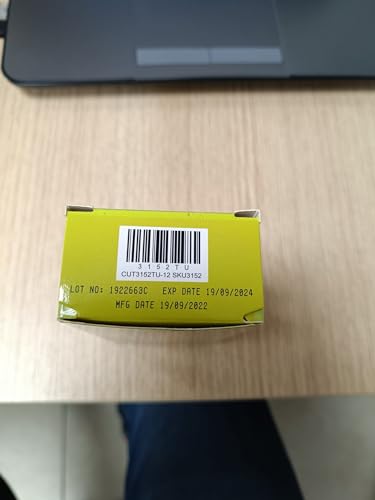 3152TU
CUT3152TU-12 SKU3152
LOT NO: 1922663C EXP DATE 19/09/2024
MFG DATE 19/09/2022